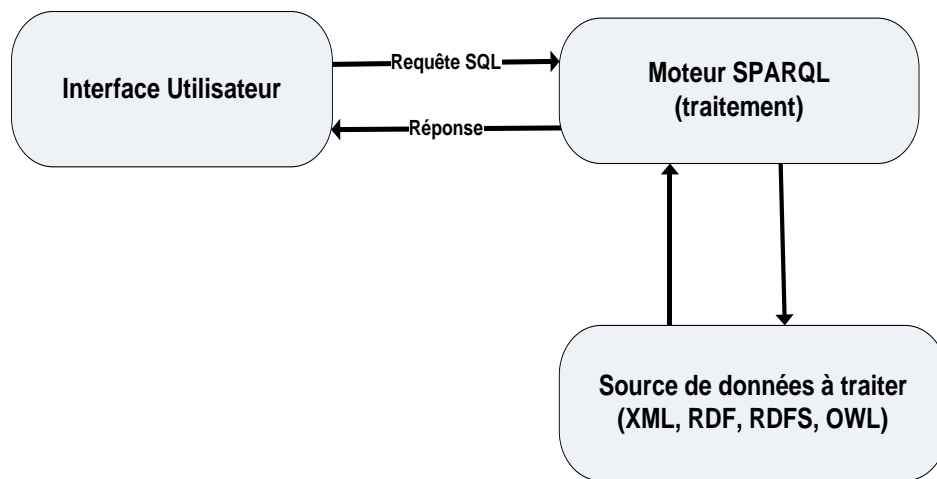 Interface Utilisateur
Requête SQL
Réponse
Moteur SPARQL
(traitement)
Source de données à traiter
(XML, RDF, RDFS, OWL)